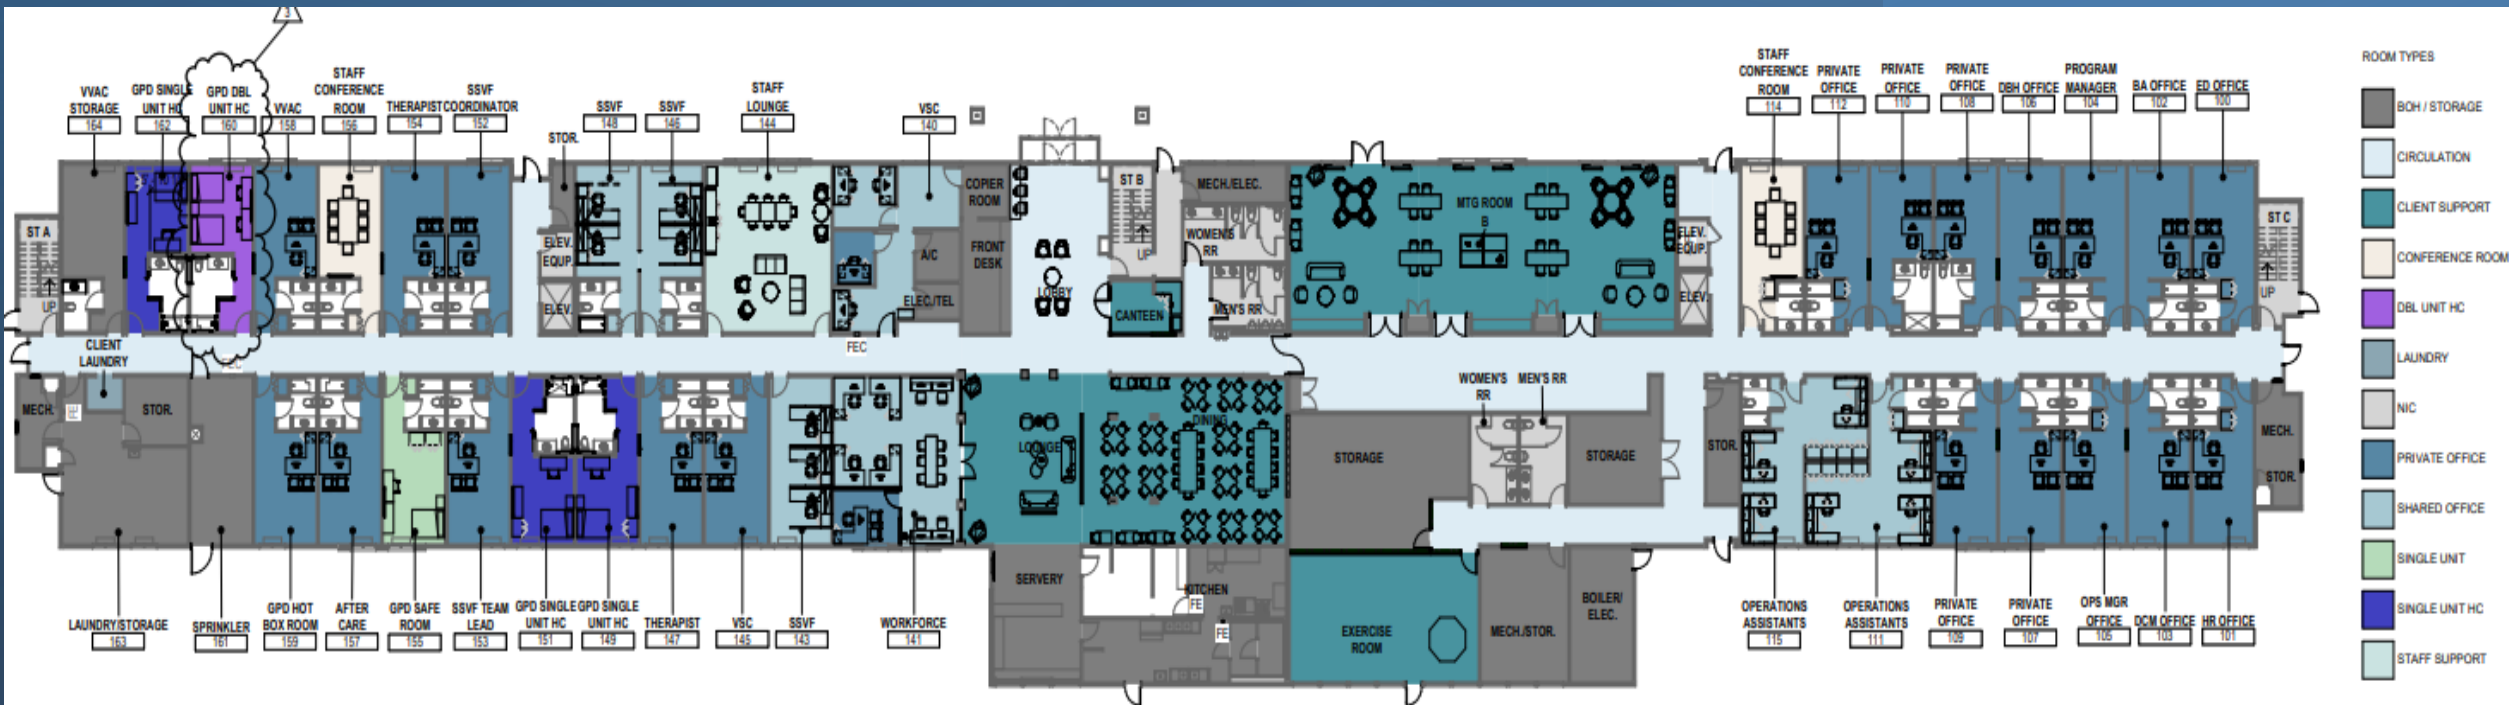 3
VVAC
STORAGE
164
GPD SINGLE
UNIT HC
162
GPD DBL
UNIT HC
160
VVAC
158
STAFF
CONFERENCE
ROOM
156
THERAPIST
154
SSVF
COORDINATOR
152
STOR.
SSVF
148
SSVF
146
STAFF
LOUNGE
144
VSC
140
STAFF
CONFERENCE
ROOM
114
PRIVATE
OFFICE
112
PRIVATE
OFFICE
110
PRIVATE
OFFICE
108
DBH OFFICE
106
PROGRAM
MANAGER
104
BA OFFICE
102
ED OFFICE
100
ST A
UP
ELEV.
EQUP.
ELEV.
COPIER
ROOM
FRONT
DESK
A/C
ELEC./TEL
LOBBY
ST B
UP
CANTEEN
MECH./ELEC.
WOMEN'S
RR
MEN'S RR
MTG ROOM
B
ELEV.
EQUP.
ELEV.
ST C
UP
CLIENT
LAUNDRY
FEC
FEC
MECH.
FE
STOR.
LOUNGE
DINING
WOMEN'S
RR
MEN'S RR
STORAGE
STORAGE
STOR.
MECH.
STOR.
SERVERY
KITCHEN
FE
FE
EXERCISE
ROOM
MECH./STOR.
BOILER/
ELEC.
LAUNDRY/STORAGE
163
SPRINKLER
161
GPD HOT
BOX ROOM
159
AFTER
CARE
157
GPD SAFE
ROOM
155
SSVF TEAM
LEAD
153
GPD SINGLE
UNIT HC
151
GPD SINGLE
UNIT HC
149
THERAPIST
147
VSC
145
SSVF
143
WORKFORCE
141
OPERATIONS
ASSISTANTS
115
OPERATIONS
ASSISTANTS
111
PRIVATE
OFFICE
109
PRIVATE
OFFICE
107
OPS MGR
OFFICE
105
DCM OFFICE
103
HR OFFICE
101
ROOM TYPES
BOH / STORAGE
CIRCULATION
CLIENT SUPPORT
CONFERENCE ROOM
DBL UNIT HC
LAUNDRY
NIC
PRIVATE OFFICE
SHARED OFFICE
SINGLE UNIT
SINGLE UNIT HC
STAFF SUPPORT